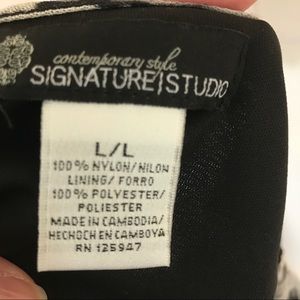 contemporary style
SIGNATURE|STUDIO
L/L
100% NYLON/NILON
LINING/FORRO
100% POLYESTER/
POLIESTER
MADE IN CAMBODIA/
HECHO EN CAMBOYA
RN 125947